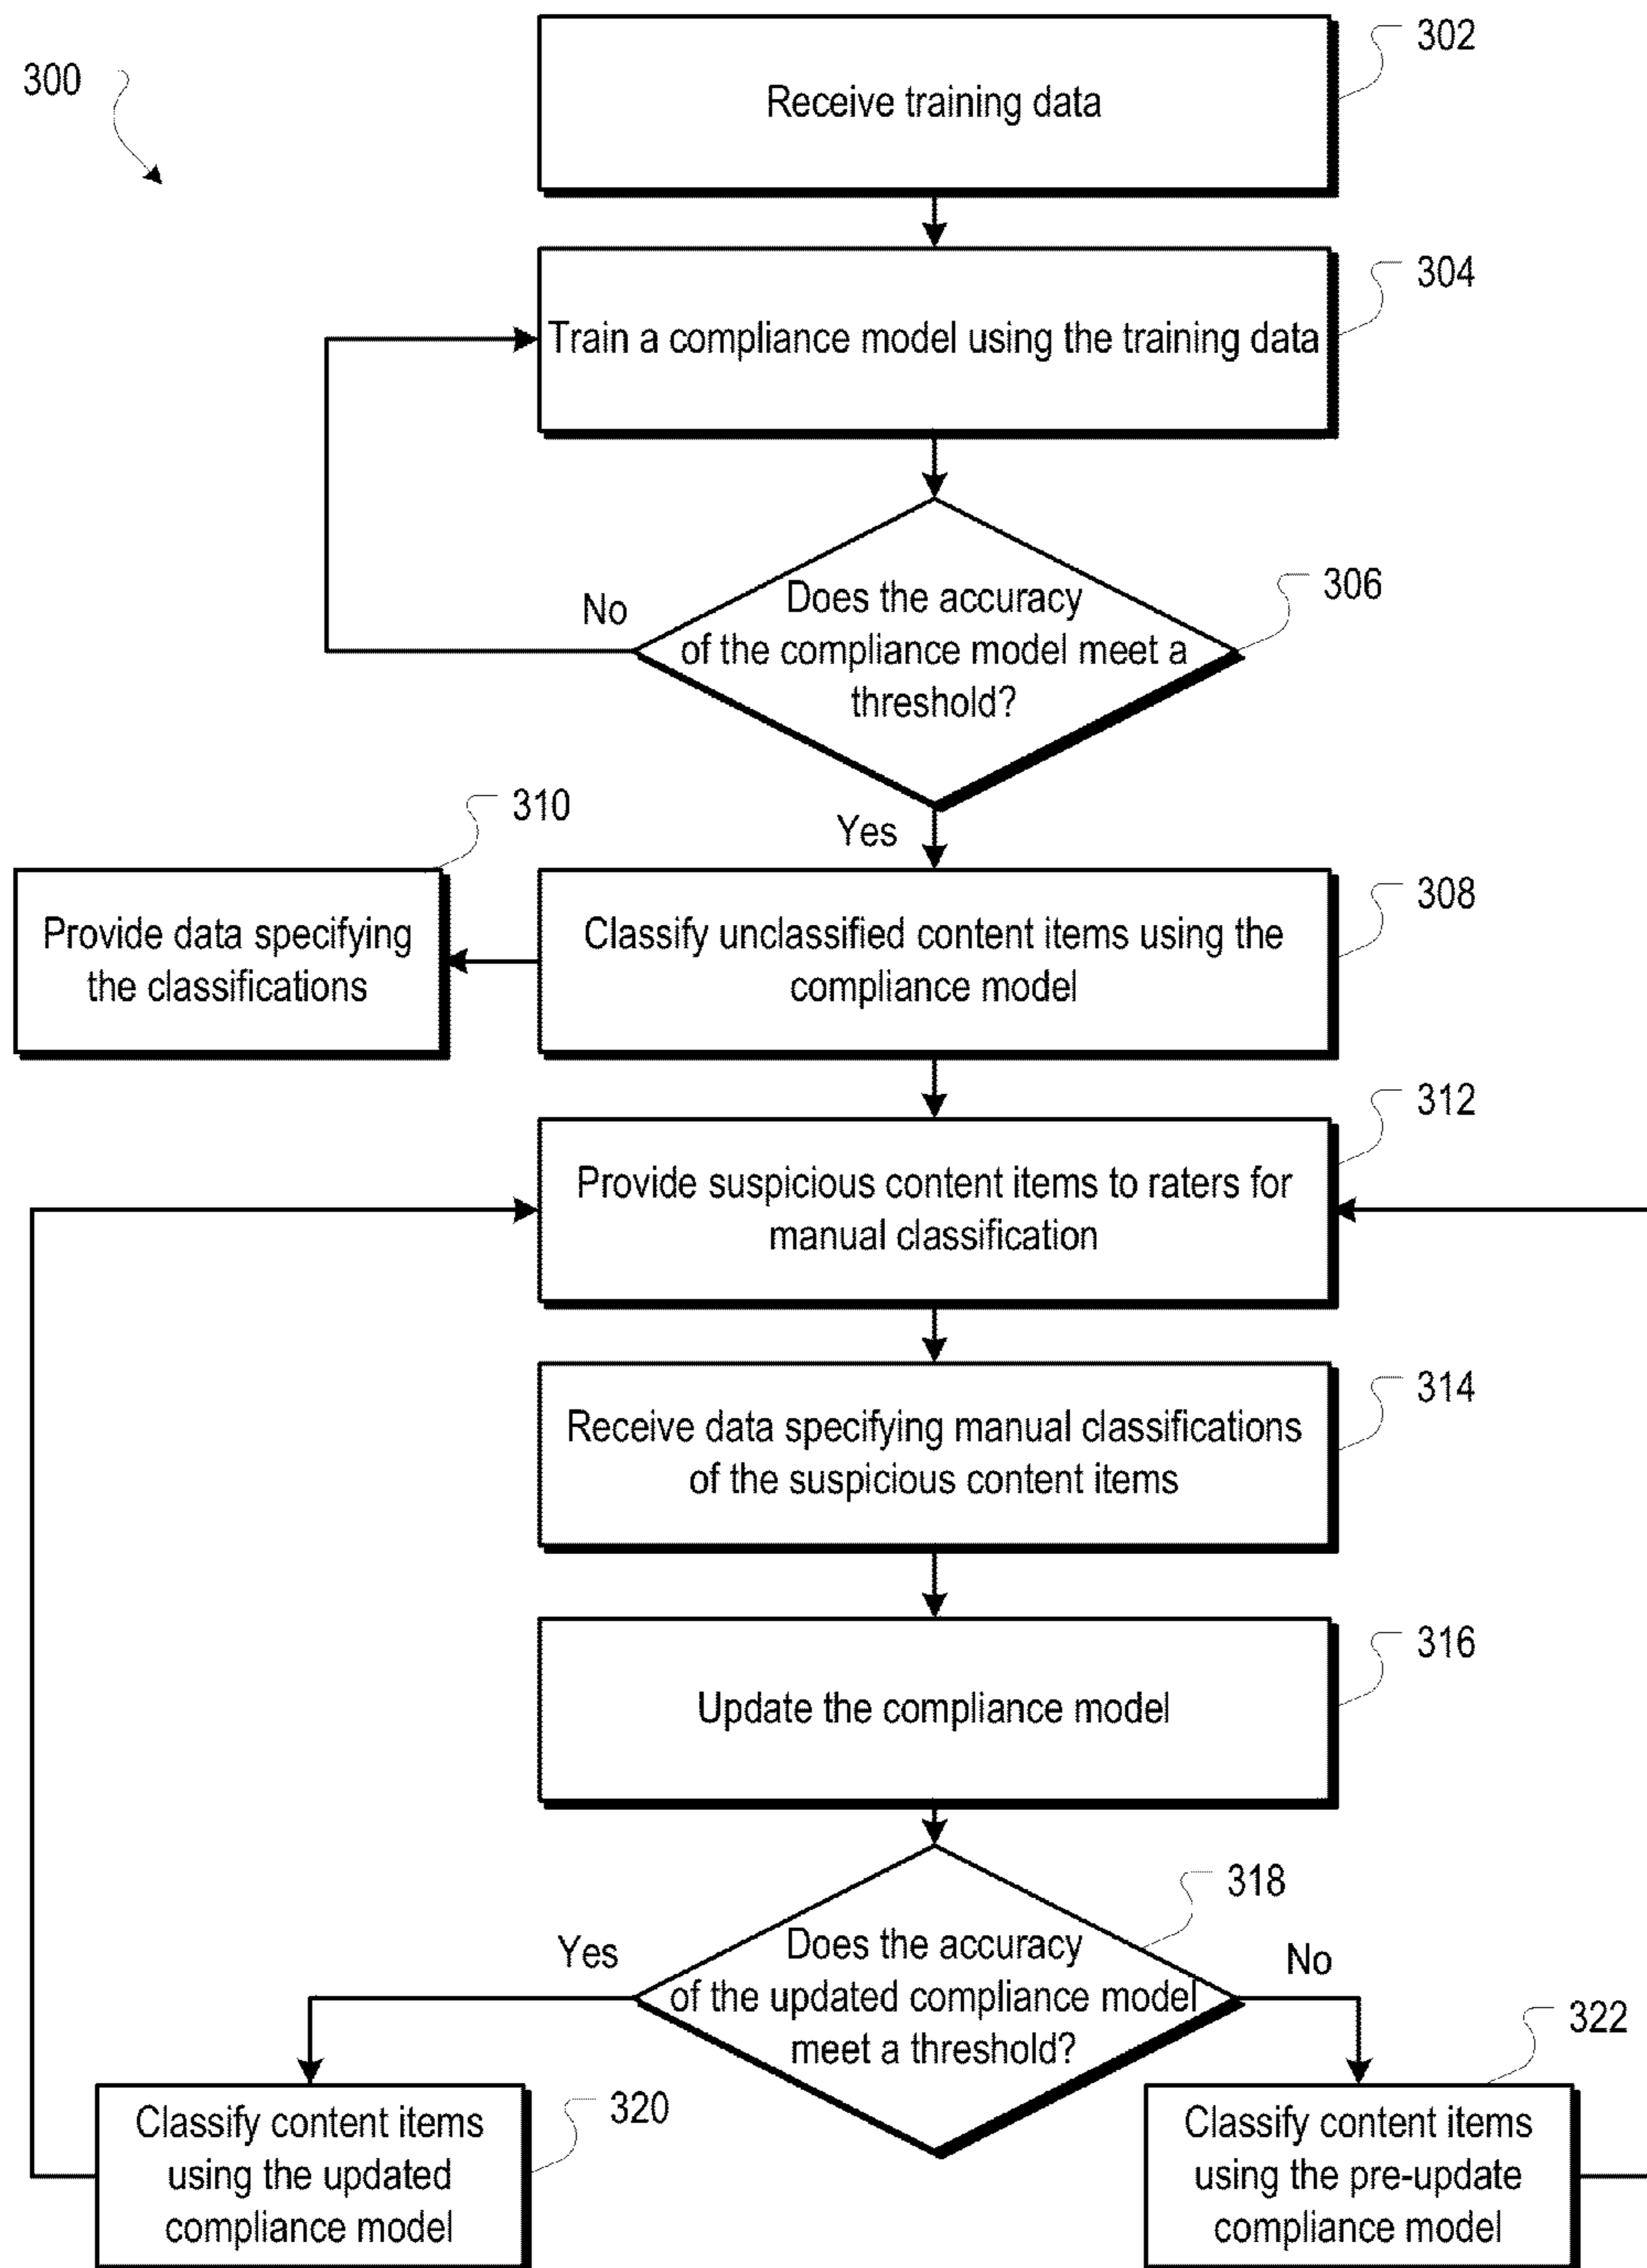 300
302
Receive training data
304
Train a compliance model using the training data
306
Does the accuracy
of the compliance model meet a
threshold?
No
Yes
310
Provide data specifying
the classifications
308
Classify unclassified content items using the
compliance model
312
Provide suspicious content items to raters for
manual classification
314
Receive data specifying manual classifications
of the suspicious content items
316
Update the compliance model
318
Does the accuracy
of the updated compliance model
meet a threshold?
Yes
No
320
Classify content items
using the updated
compliance model
322
Classify content items
using the pre-update
compliance model